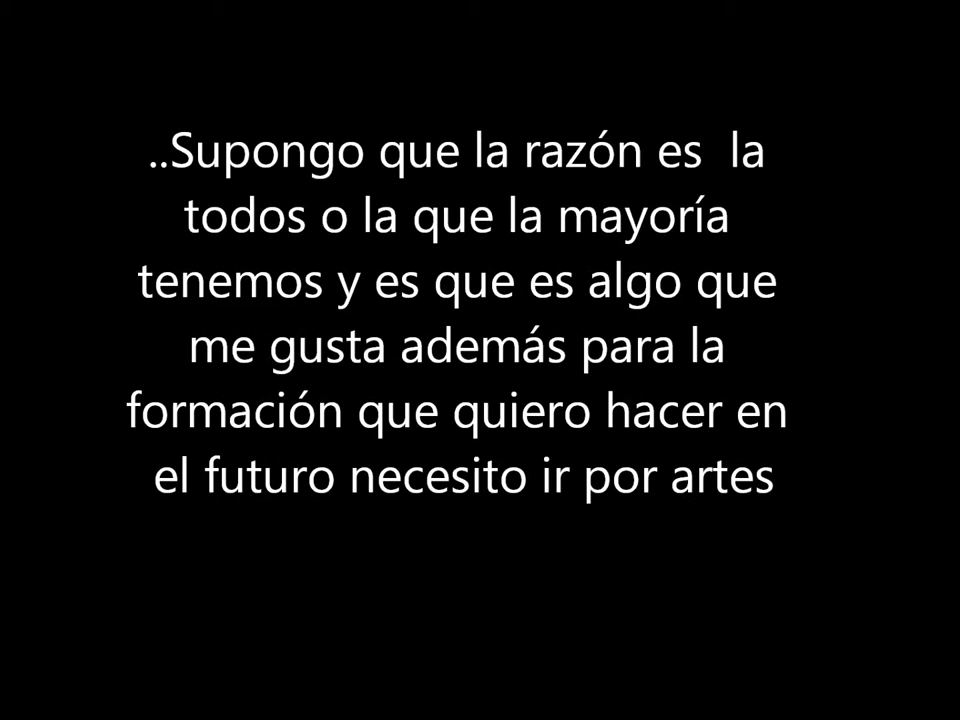 ..Supongo que la razón es  la
todos o la que la mayoría
tenemos y es que es algo que
me gusta además para la
formación que quiero hacer en
el futuro necesito ir por artes